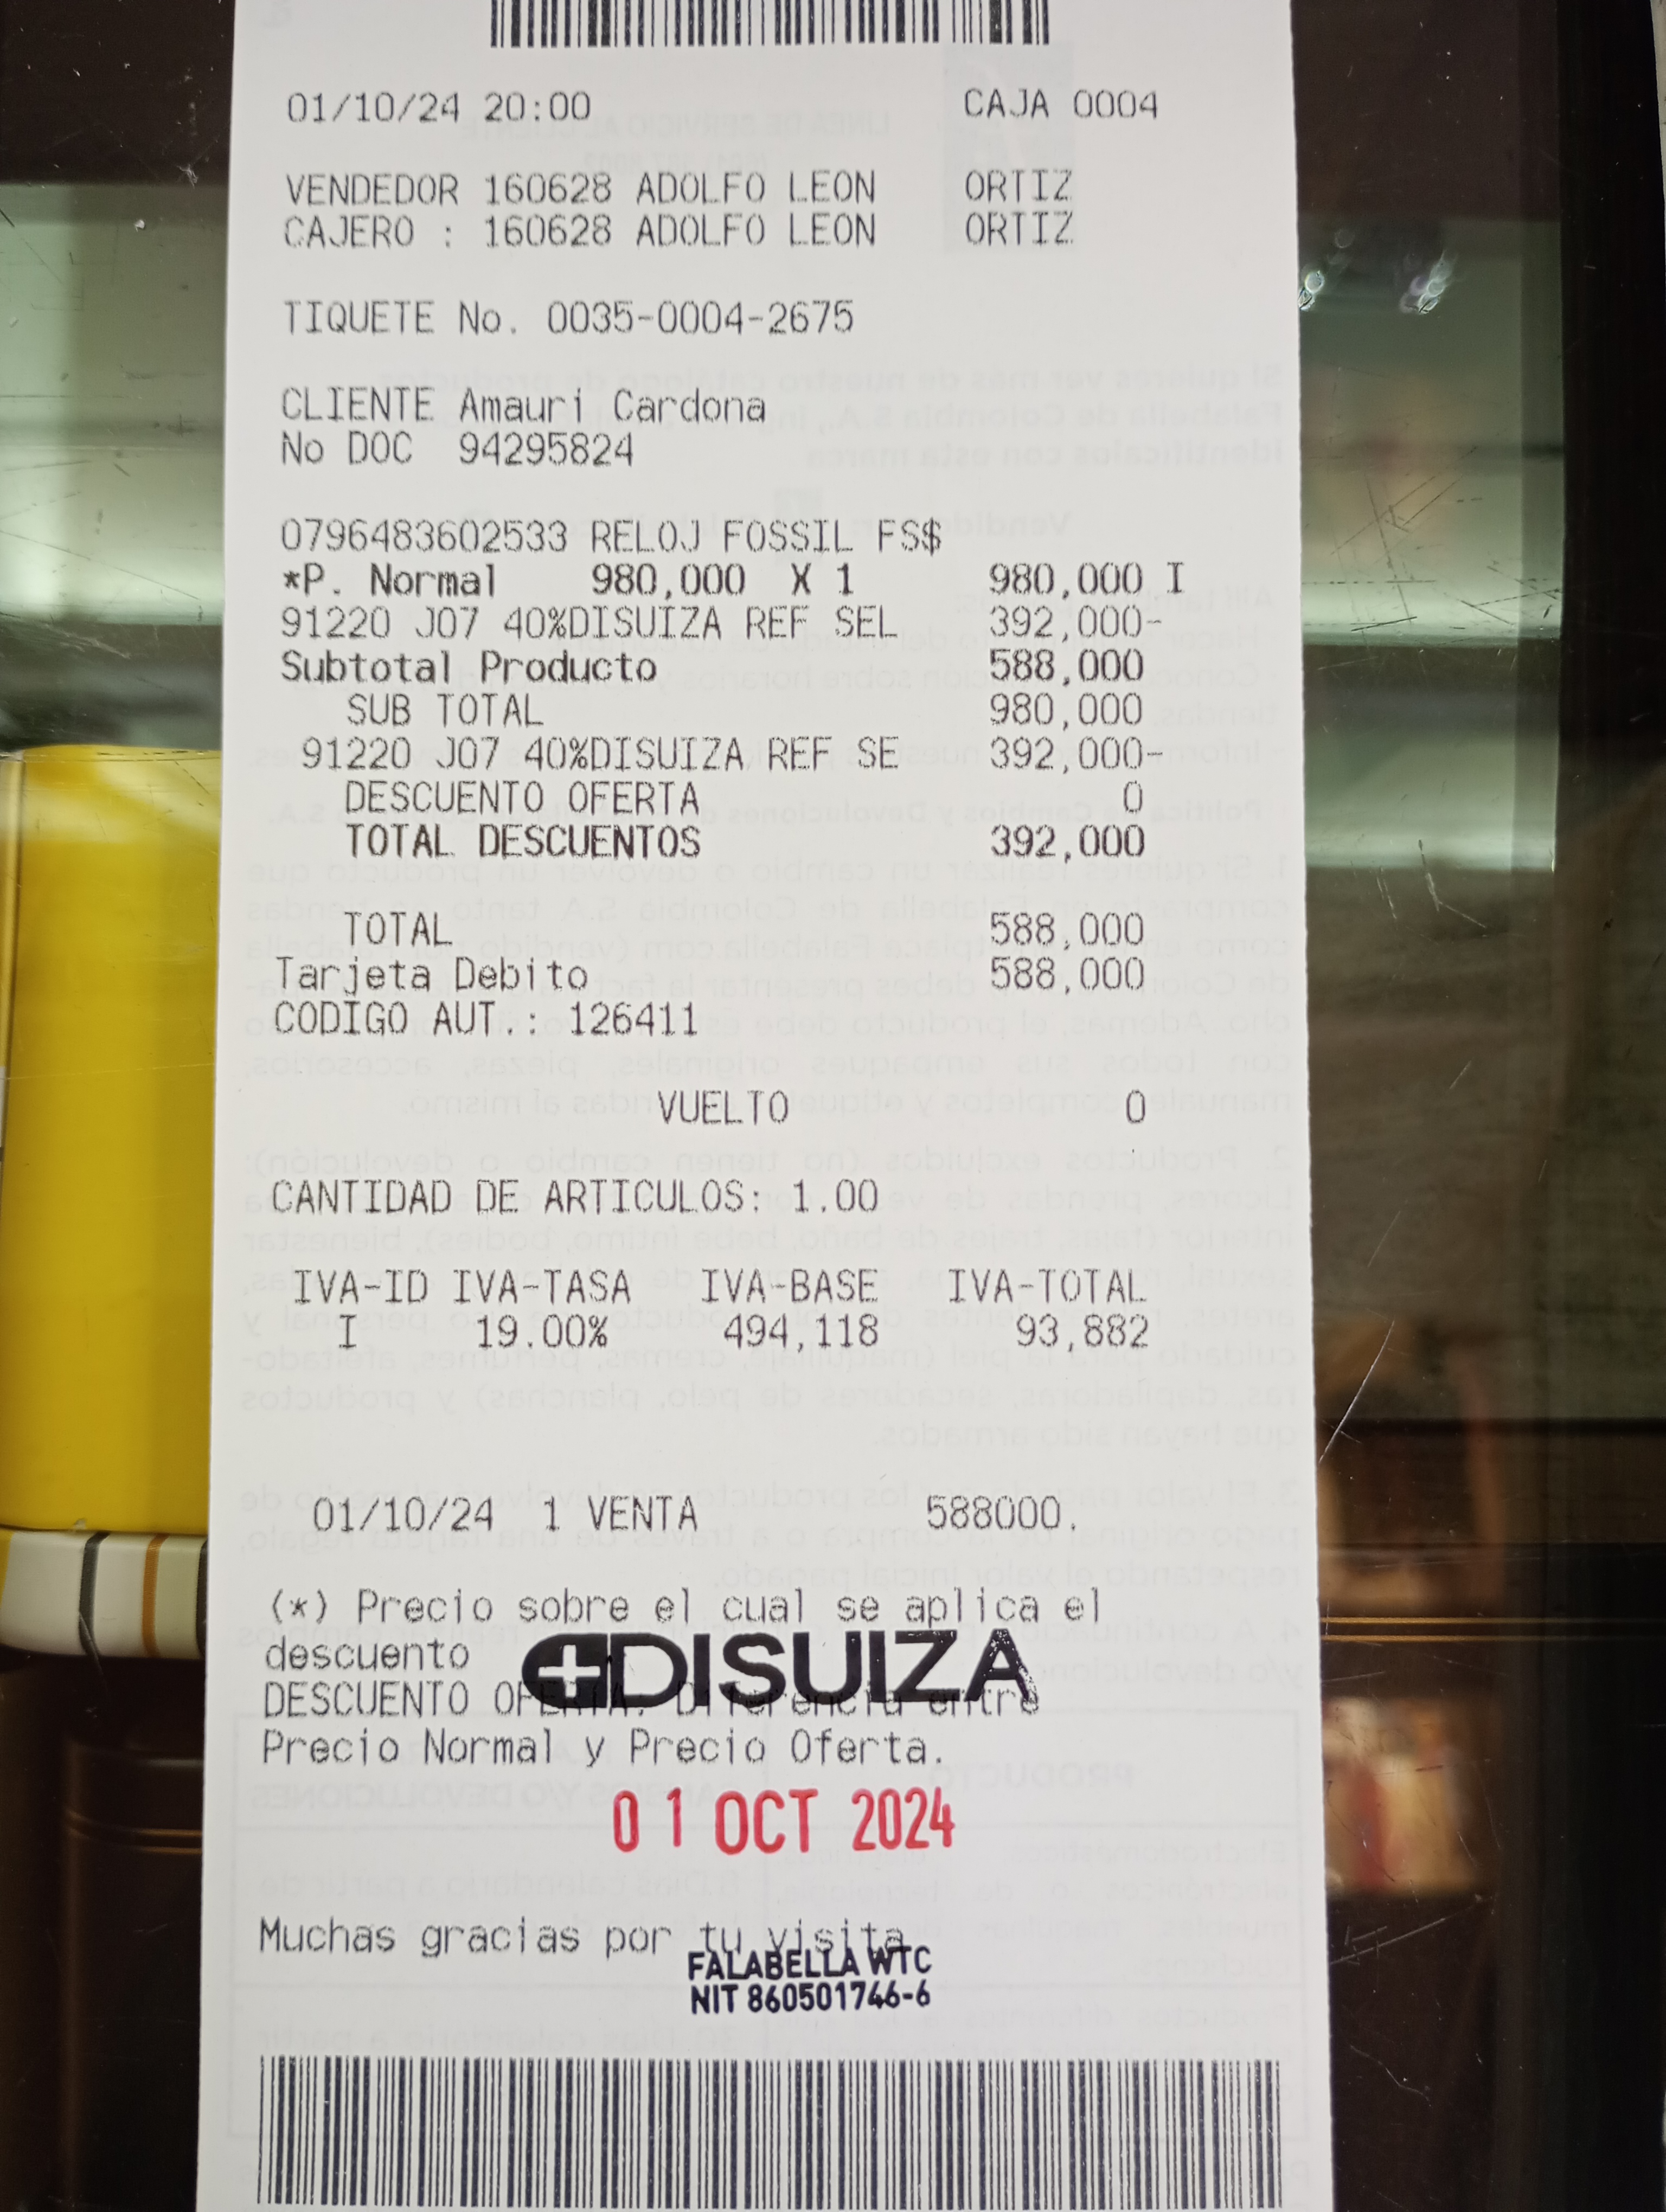 01/10/24 20:00 CAJA 0004
VENDEDOR 160628 ADOLFO LEON ORTIZ
CAJERO : 160628 ADOLFO LEON ORTIZ
TIQUETE No. 0035-0004-2675
CLIENTE Amauri Cardona
No DOC 94295824
0796483602533 RELOJ FOSSIL FS$
*P. Normal 980,000 X 1 980,000 I
91220 J07 40%DISUIZA REF SEL 392,000-
Subtotal Producto 588,000
SUB TOTAL 980,000
91220 J07 40%DISUIZA REF SE 392,000-
DESCUENTO OFERTA 0
TOTAL DESCUENTOS 392,000
TOTAL 588,000
Tarjeta Debito 588,000
CODIGO AUT.: 126411
VUELTO 0
CANTIDAD DE ARTICULOS: 1.00
IVA-ID IVA-TASA IVA-BASE IVA-TOTAL
I 19.00% 494,118 93,882
01/10/24 1 VENTA 588000.
(*) Precio sobre el cual se aplica el
descuento
DISUIZA
DESCUENTO OFERTA. Diferencia entre
Precio Normal y Precio Oferta.
01 OCT 2024
Muchas gracias por tu visita
FALABELLA WTC
NIT 860501746-6